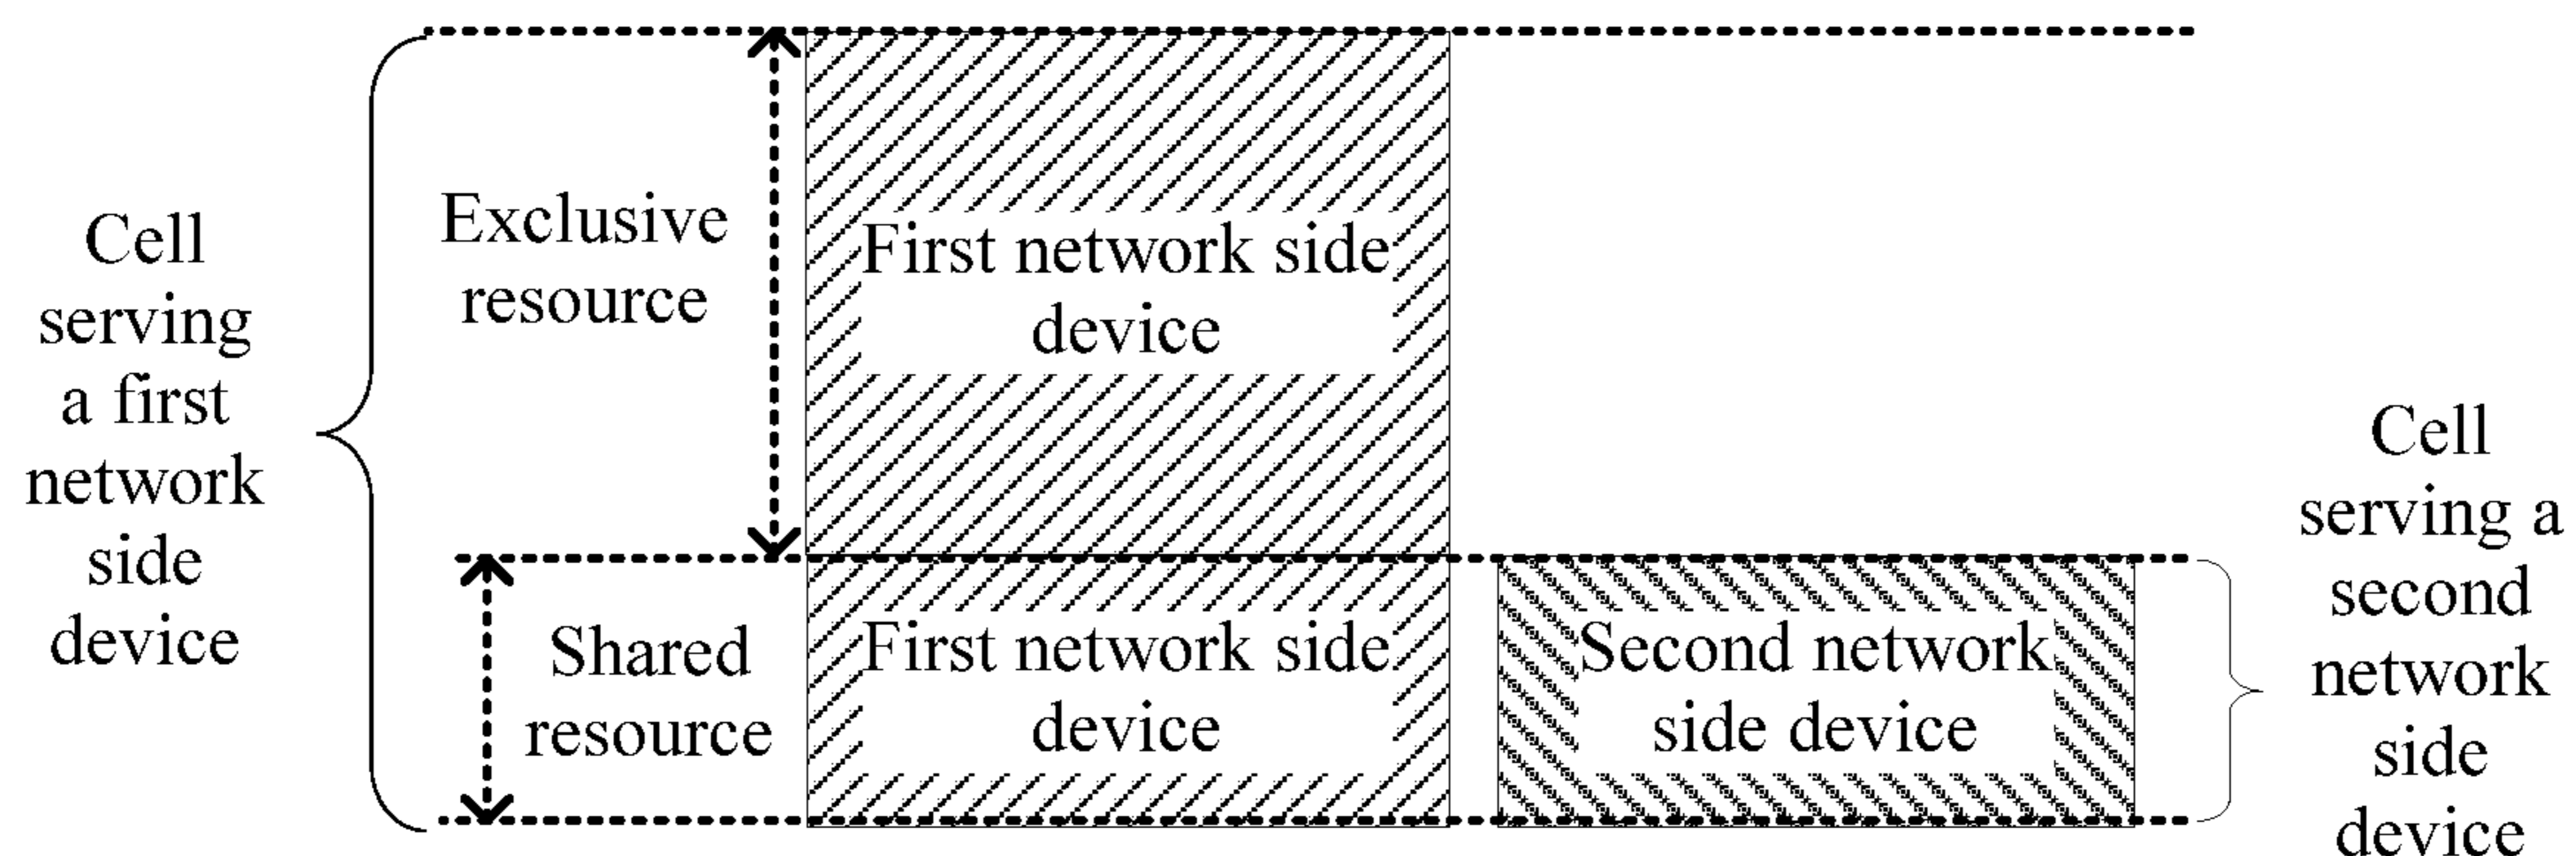 Cell
serving
a first
network
side
device
Exclusive
resource
First network side
device
Shared
resource
First network side
device
Second network
side device
Cell
serving a
second
network
side
device